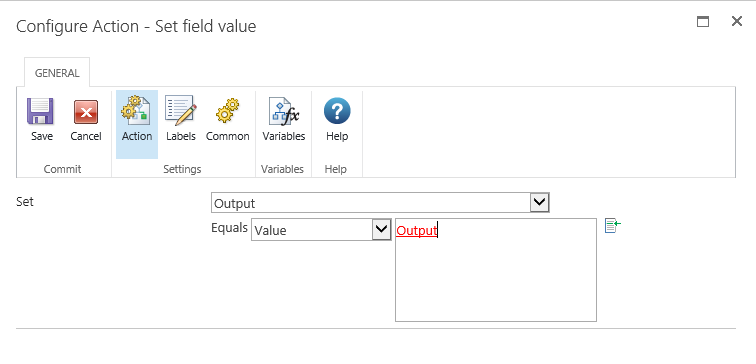 Configure Action - Set field value
GENERAL
Save
Cancel
Action
Labels
Common
Variables
Help
Commit
Settings
Variables
Help
Set
Output
Equals
Value
Output